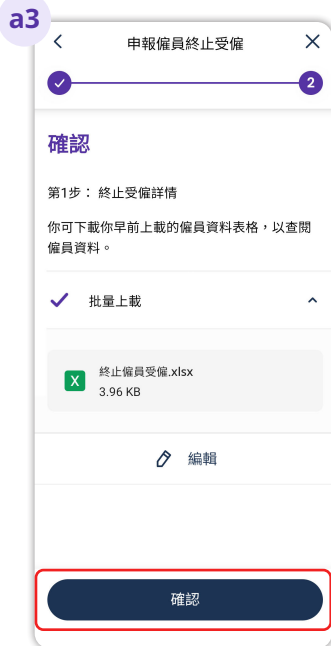 a3
申報僱員終止受僱
2
確認
第1步： 終止受僱詳情
你可下載你早前上載的僱員資料表格，以查閱
僱員資料。
批量上載
X
終止僱員受僱.xlsx
3.96 KB
編輯
確認